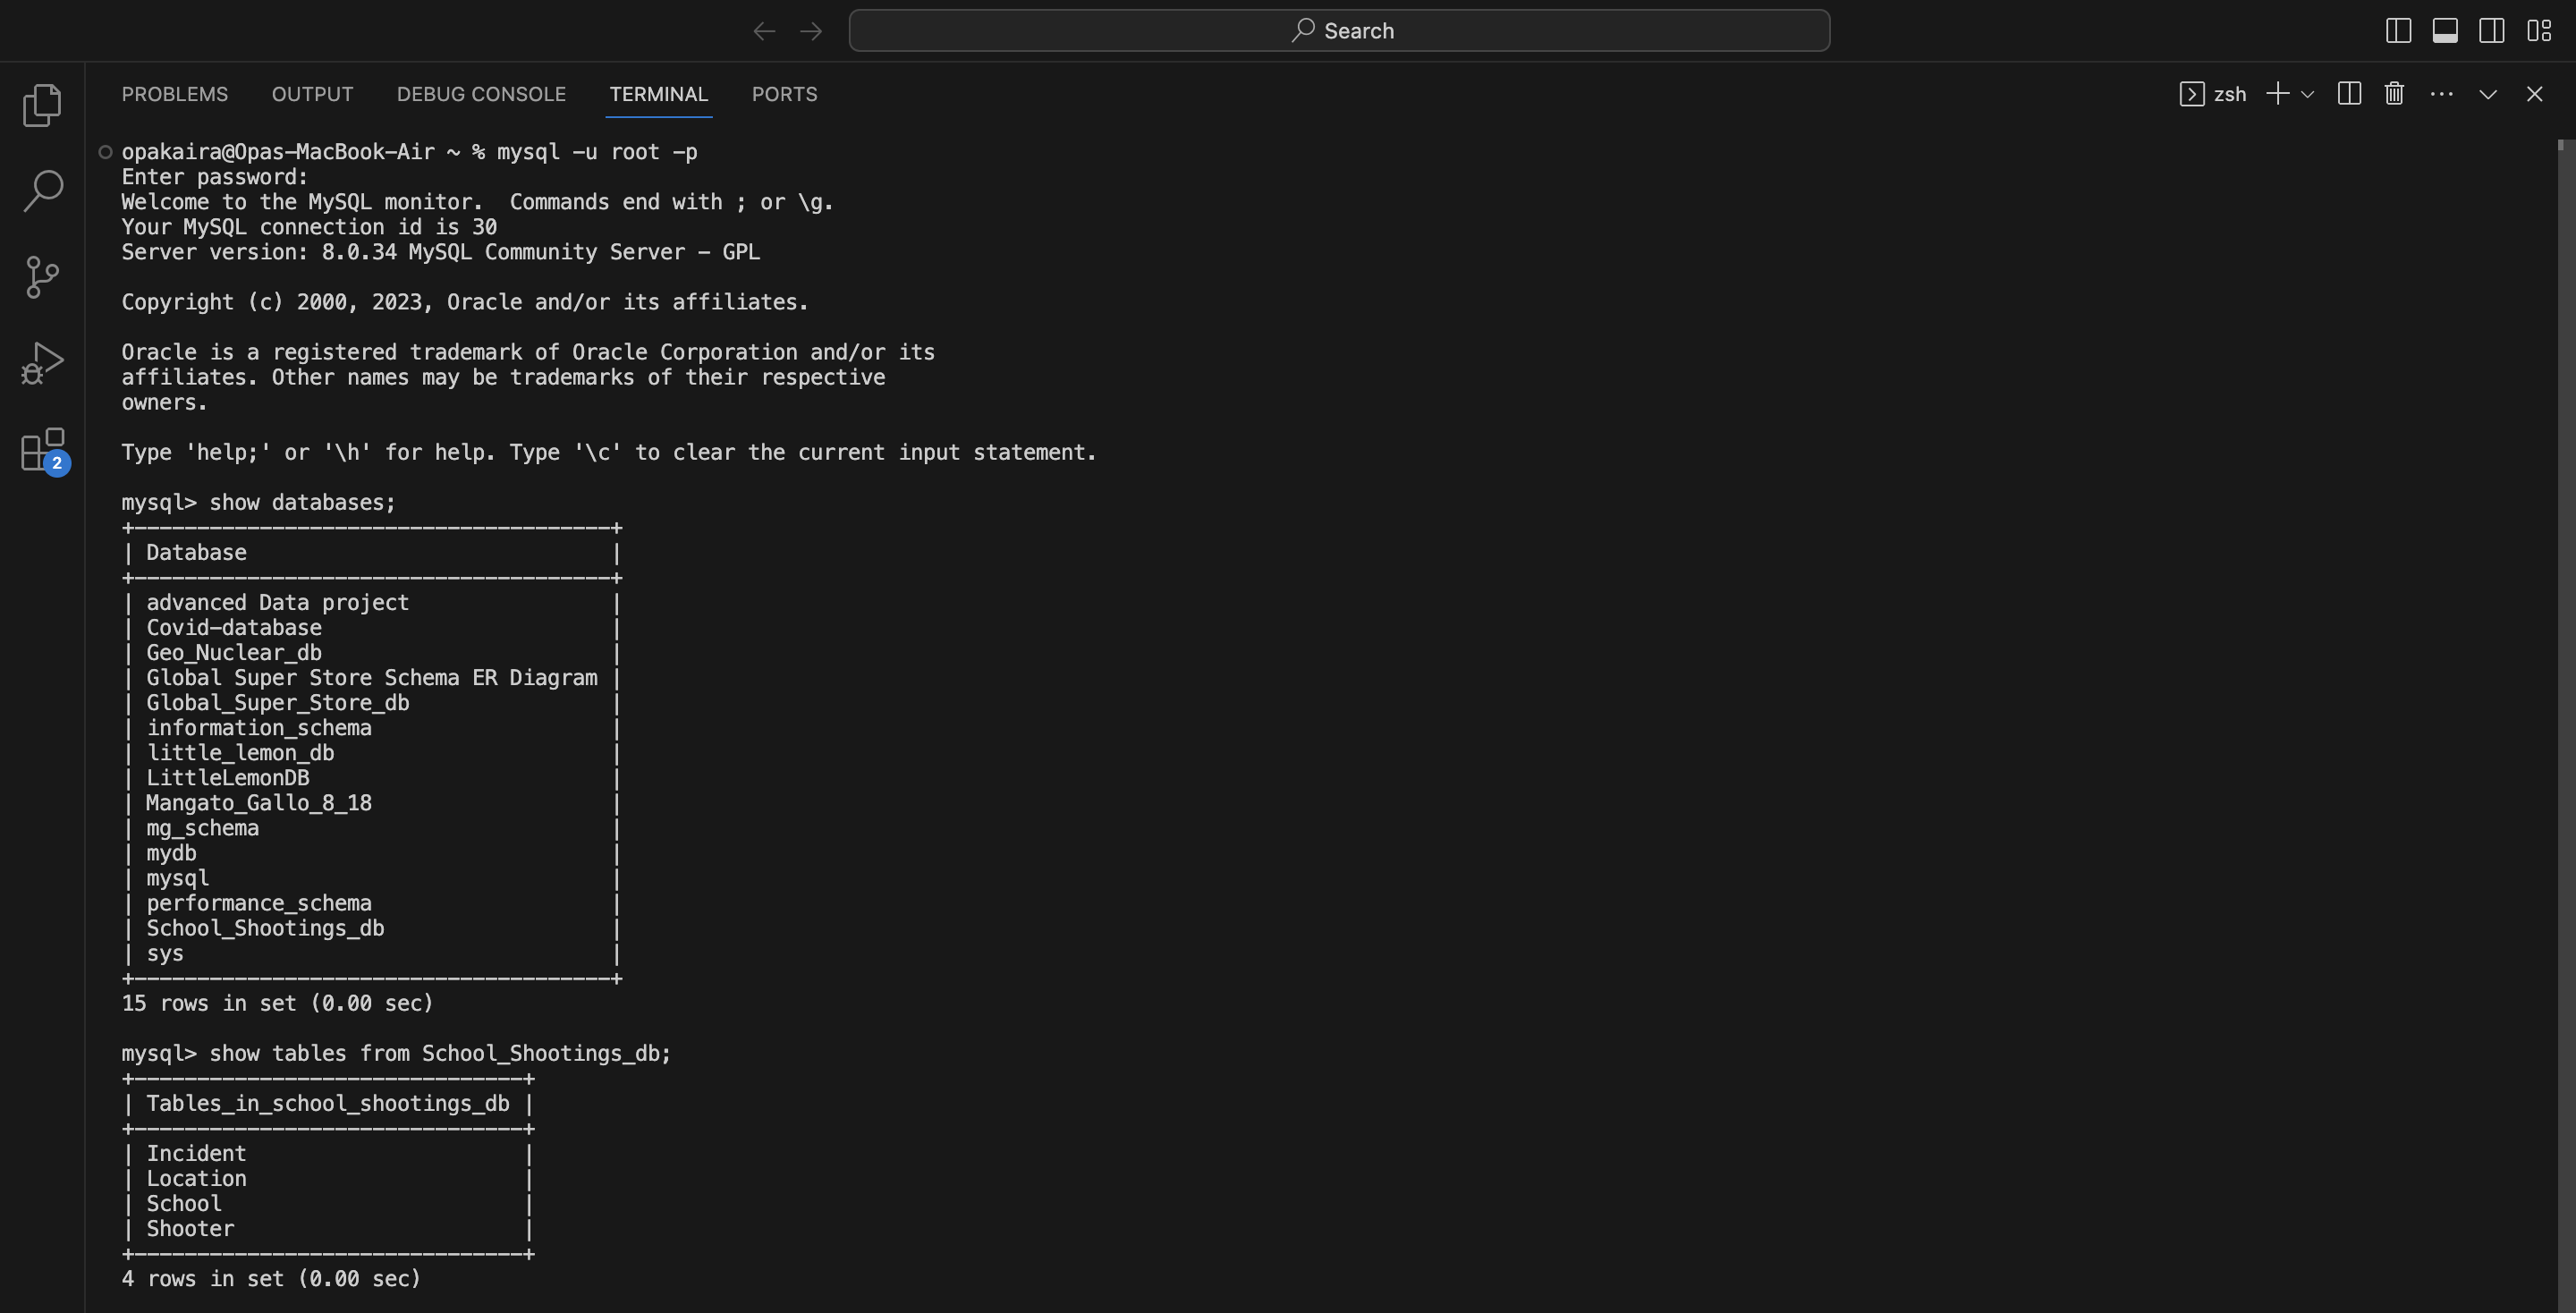 Search
PROBLEMS OUTPUT DEBUG CONSOLE TERMINAL PORTS zsh
opakaira@Opas-MacBook-Air ~ % mysql -u root -p
Enter password:
Welcome to the MySQL monitor.  Commands end with ; or \g.
Your MySQL connection id is 30
Server version: 8.0.34 MySQL Community Server - GPL
Copyright (c) 2000, 2023, Oracle and/or its affiliates.
Oracle is a registered trademark of Oracle Corporation and/or its
affiliates. Other names may be trademarks of their respective
owners.
Type 'help;' or '\h' for help. Type '\c' to clear the current input statement.
2
mysql> show databases;
+--------------------------------------+
| Database                             |
+--------------------------------------+
| advanced Data project                |
| Covid-database                       |
| Geo_Nuclear_db                       |
| Global Super Store Schema ER Diagram |
| Global_Super_Store_db                |
| information_schema                   |
| little_lemon_db                      |
| LittleLemonDB                        |
| Mangato_Gallo_8_18                   |
| mg_schema                            |
| mydb                                 |
| mysql                                |
| performance_schema                   |
| School_Shootings_db                  |
| sys                                  |
+--------------------------------------+
15 rows in set (0.00 sec)
mysql> show tables from School_Shootings_db;
+-------------------------------+
| Tables_in_school_shootings_db |
+-------------------------------+
| Incident                      |
| Location                      |
| School                        |
| Shooter                       |
+-------------------------------+
4 rows in set (0.00 sec)